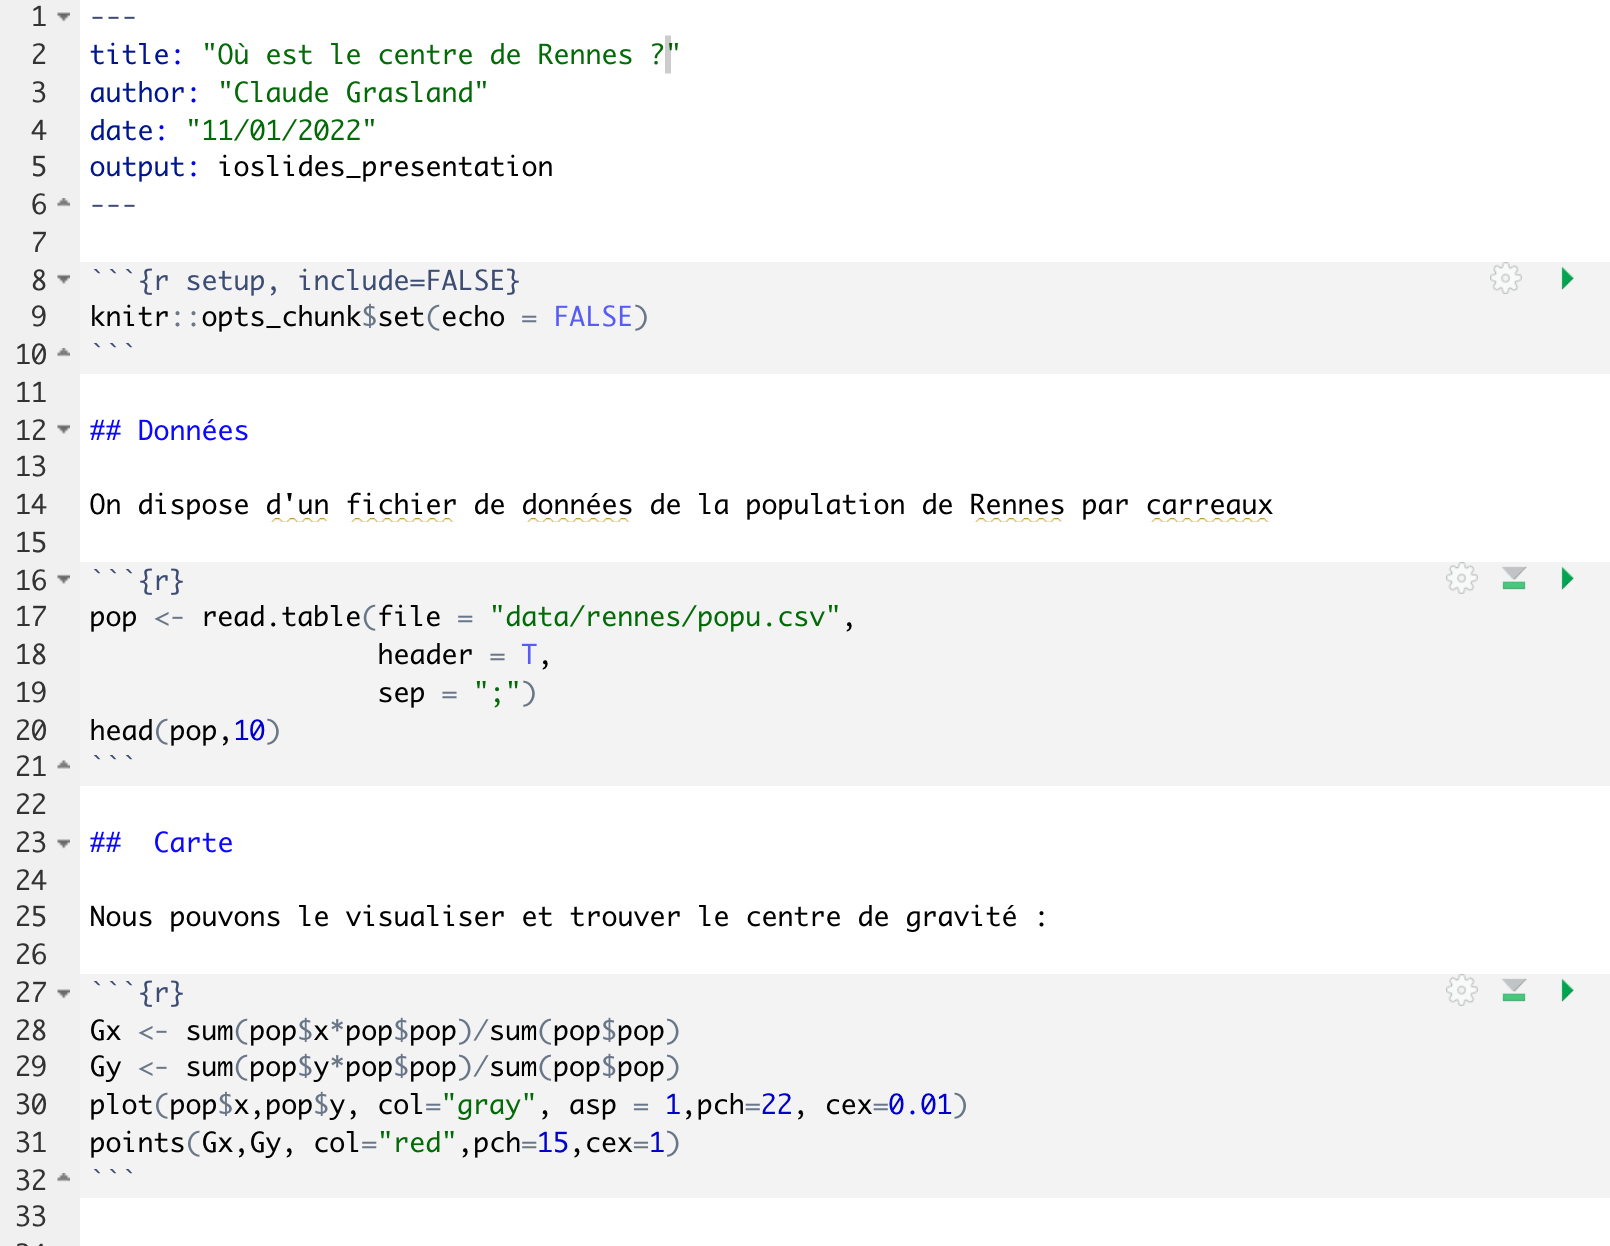 1 ---
2 title: "Où est le centre de Rennes ?"
3 author: "Claude Grasland"
4 date: "11/01/2022"
5 output: ioslides_presentation
6 ---
7
8 ```{r setup, include=FALSE}
9 knitr::opts_chunk$set(echo = FALSE)
10 ```
11
12 ## Données
13
14 On dispose d'un fichier de données de la population de Rennes par carreaux
15
16 ```{r}
17 pop <- read.table(file = "data/rennes/popu.csv",
18                   header = T,
19                   sep = ";")
20 head(pop,10)
21 ```
22
23 ##  Carte
24
25 Nous pouvons le visualiser et trouver le centre de gravité :
26
27 ```{r}
28 Gx <- sum(pop$x*pop$pop)/sum(pop$pop)
29 Gy <- sum(pop$y*pop$pop)/sum(pop$pop)
30 plot(pop$x,pop$y, col="gray", asp = 1,pch=22, cex=0.01)
31 points(Gx,Gy, col="red",pch=15,cex=1)
32 ```
33